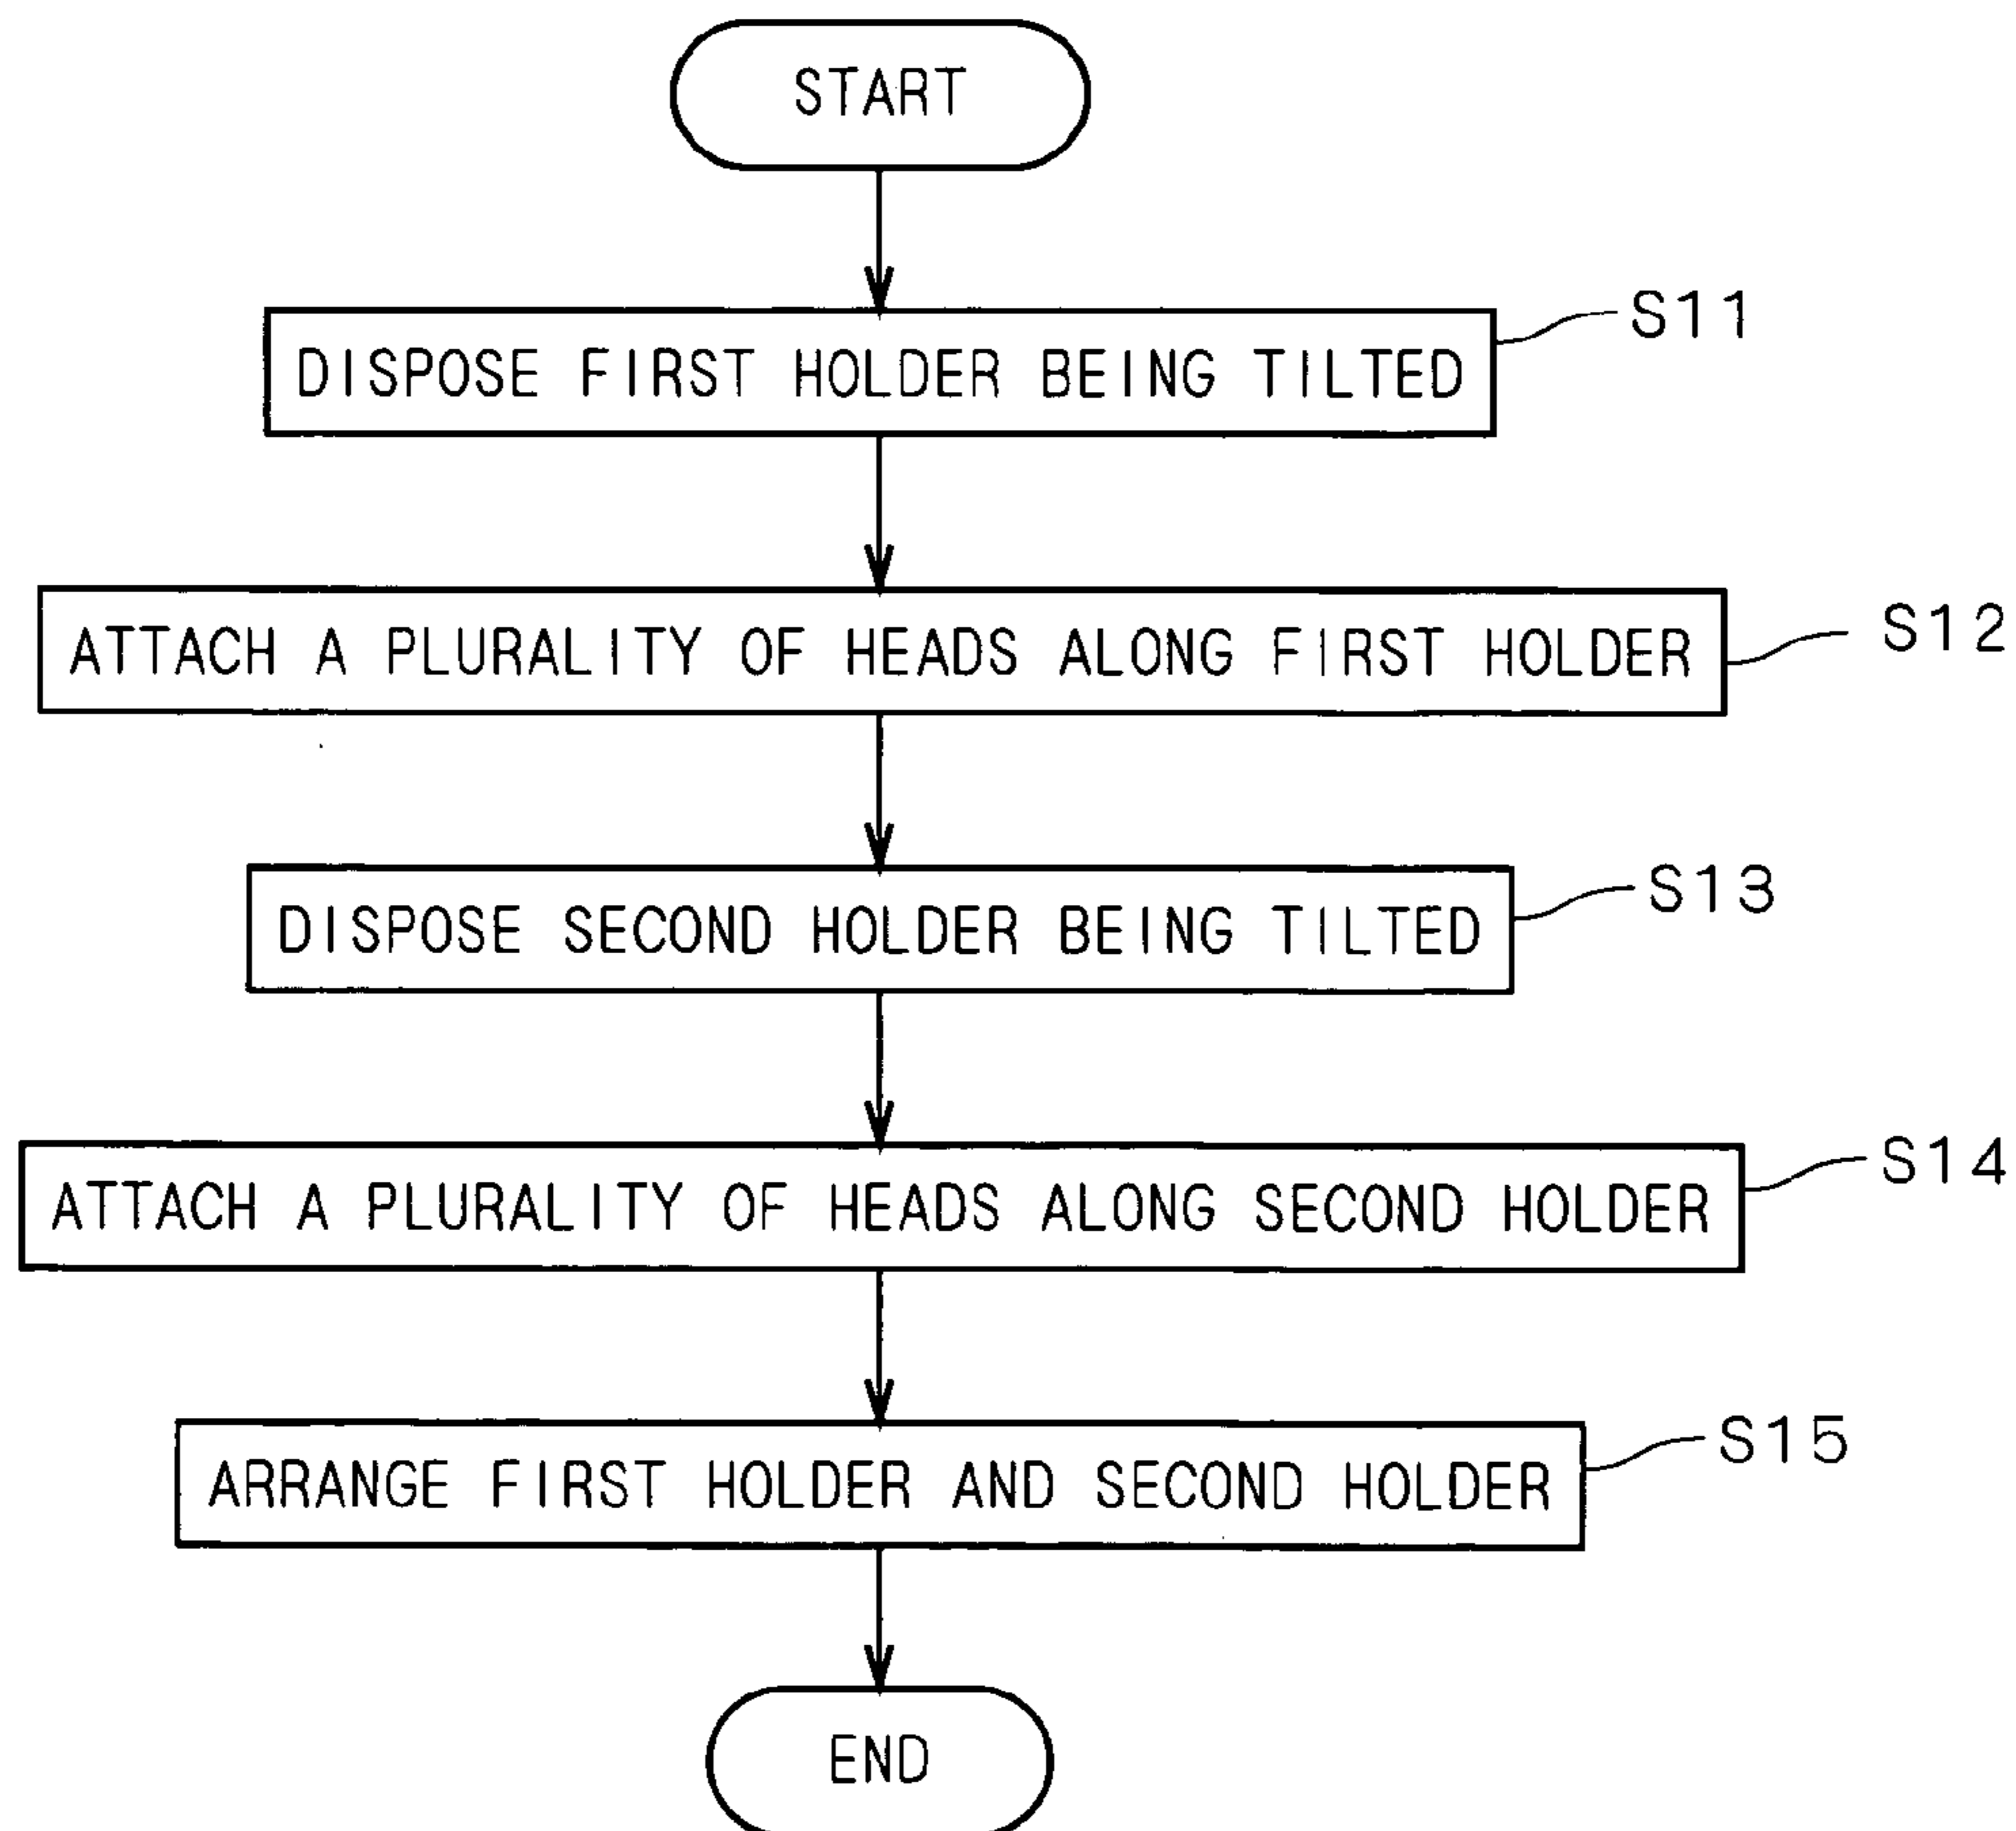 START
DISPOSE FIRST HOLDER BEING TILTED
S11
ATTACH A PLURALITY OF HEADS ALONG FIRST HOLDER
S12
DISPOSE SECOND HOLDER BEING TILTED
S13
ATTACH A PLURALITY OF HEADS ALONG SECOND HOLDER
S14
ARRANGE FIRST HOLDER AND SECOND HOLDER
S15
END